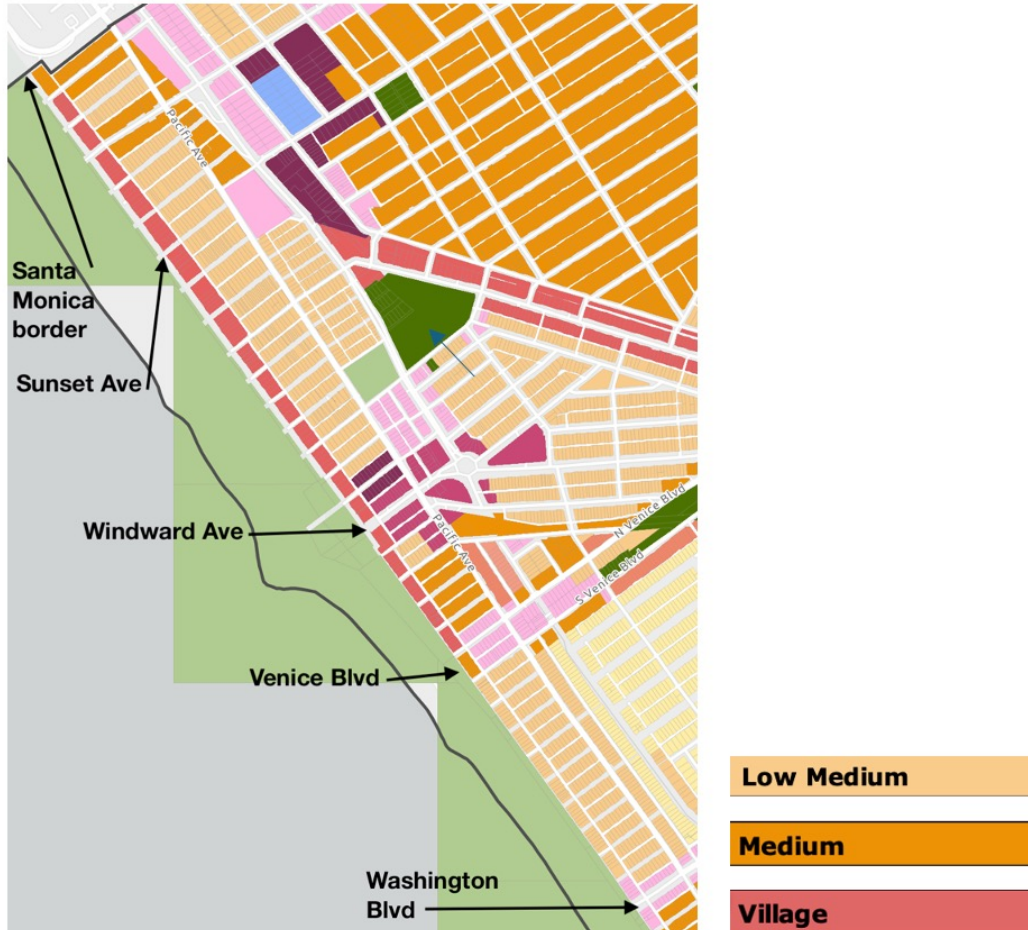 Pacific Ave
Santa
Monica
border
Sunset Ave
Windward Ave
Pacific Ave
N Venice Blvd
S Venice Blvd
Venice Blvd
Washington
Blvd
Low Medium
Medium
Village